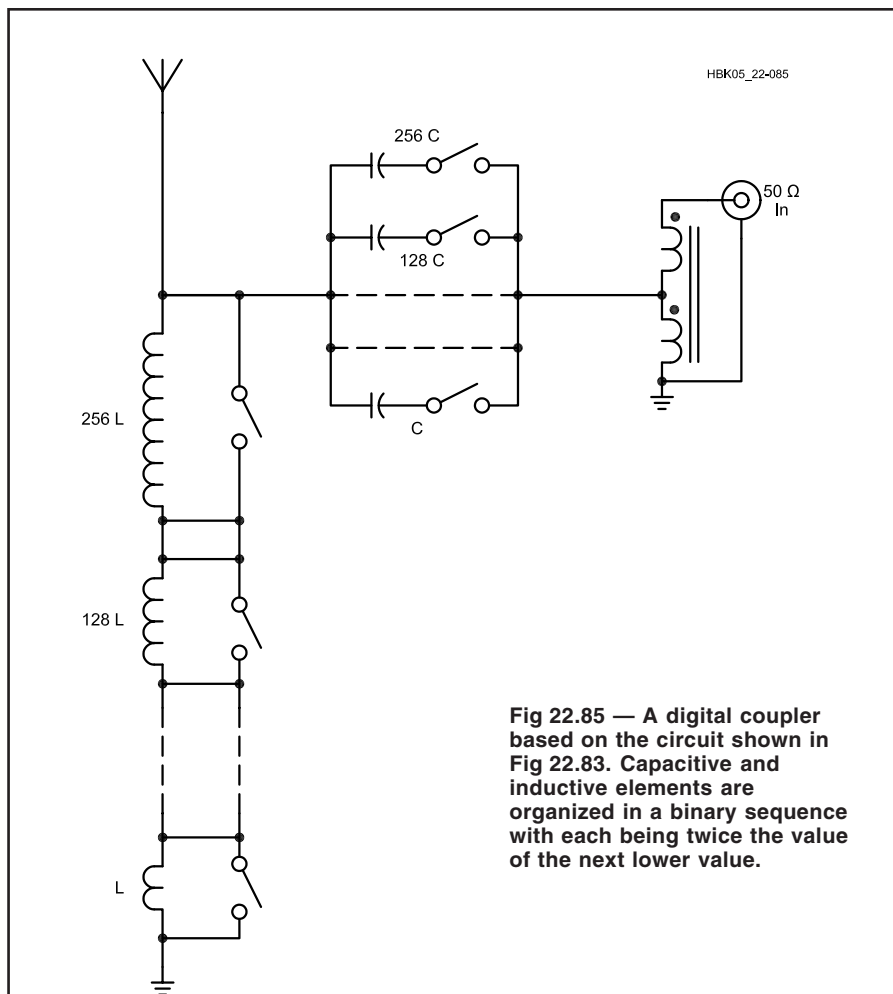 HBK05_22-085
256 C
50 Ω
In
128 C
C
256 L
128 L
L
Fig 22.85 — A digital coupler
based on the circuit shown in
Fig 22.83. Capacitive and
inductive elements are
organized in a binary sequence
with each being twice the value
of the next lower value.